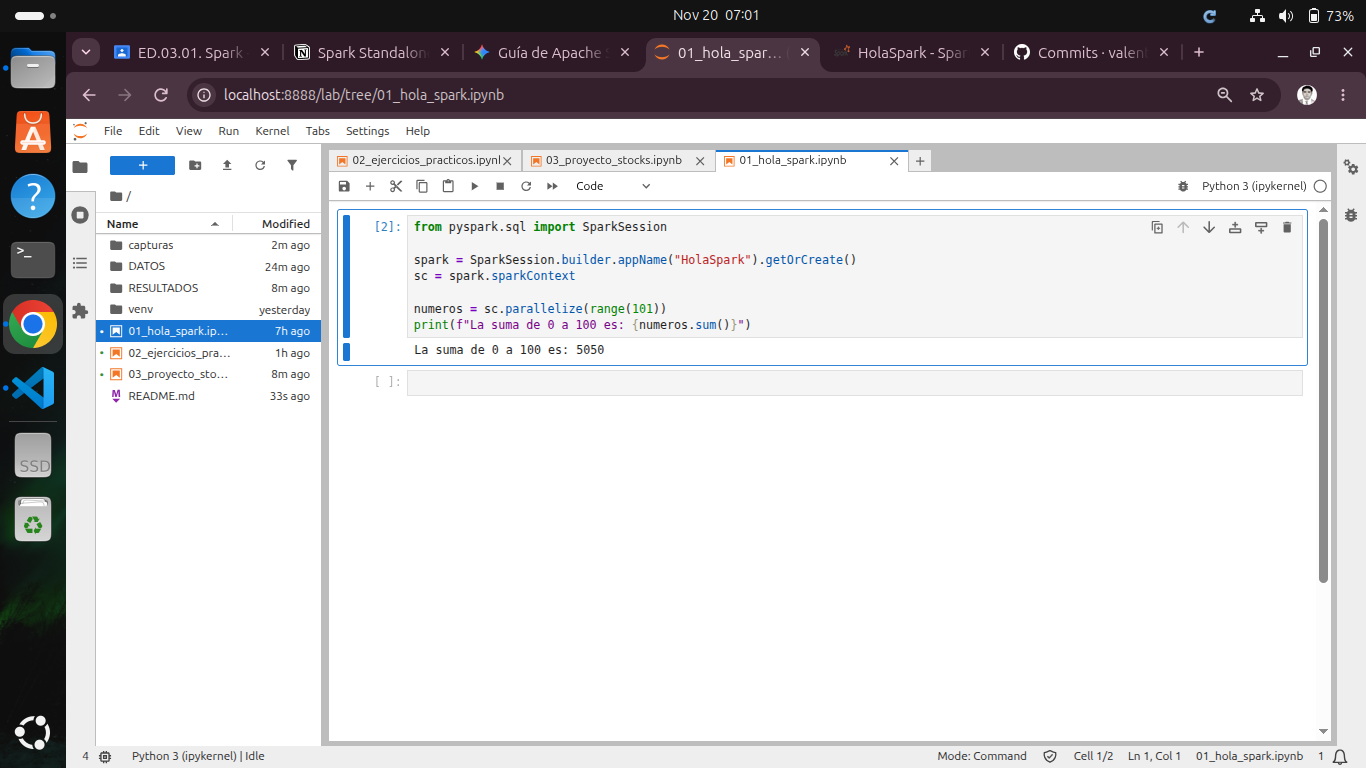 Nov 20 07:01
73%
ED.03.01. Spark
Spark Standalon
Guía de Apache S
01_hola_spar…
HolaSpark - Spar
Commits · valent
localhost:8888/lab/tree/01_hola_spark.ipynb
File Edit View Run Kernel Tabs Settings Help
02_ejercicios_practicos.ipynl
03_proyecto_stocks.ipynb
01_hola_spark.ipynb
Code
Python 3 (ipykernel)
/
Name Modified
capturas 2m ago
DATOS 24m ago
RESULTADOS 8m ago
venv yesterday
01_hola_spark.ip… 7h ago
02_ejercicios_pra… 1h ago
03_proyecto_sto… 8m ago
README.md 33s ago
[2]:
from pyspark.sql import SparkSession
spark = SparkSession.builder.appName("HolaSpark").getOrCreate()
sc = spark.sparkContext
numeros = sc.parallelize(range(101))
print(f"La suma de 0 a 100 es: {numeros.sum()}")
La suma de 0 a 100 es: 5050
[ ]:
SSD
4
Python 3 (ipykernel) | Idle
Mode: Command
Cell 1/2
Ln 1, Col 1
01_hola_spark.ipynb
1